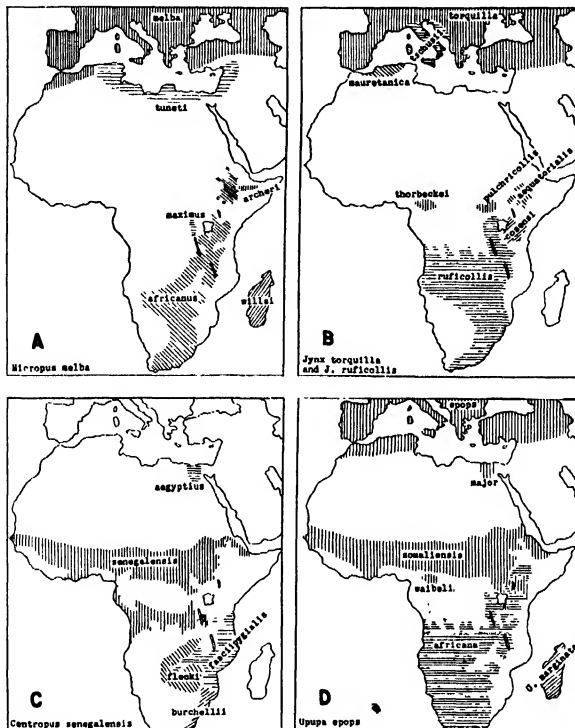 melba
tuneti
archeri
maximus
africanus
willsi
A
Micropus melba
torquilla
tschusii
mauretanica
thorbeckei
pulchricollis
aequatorialis
cosensi
ruficollis
B
Jynx torquilla
and J. ruficollis
aegyptius
senegalensis
fasciipygialis
flecki
burchellii
C
Centropus senegalensis
epops
major
somaliensis
waibeli
africana
U. marginata
D
Upupa epops